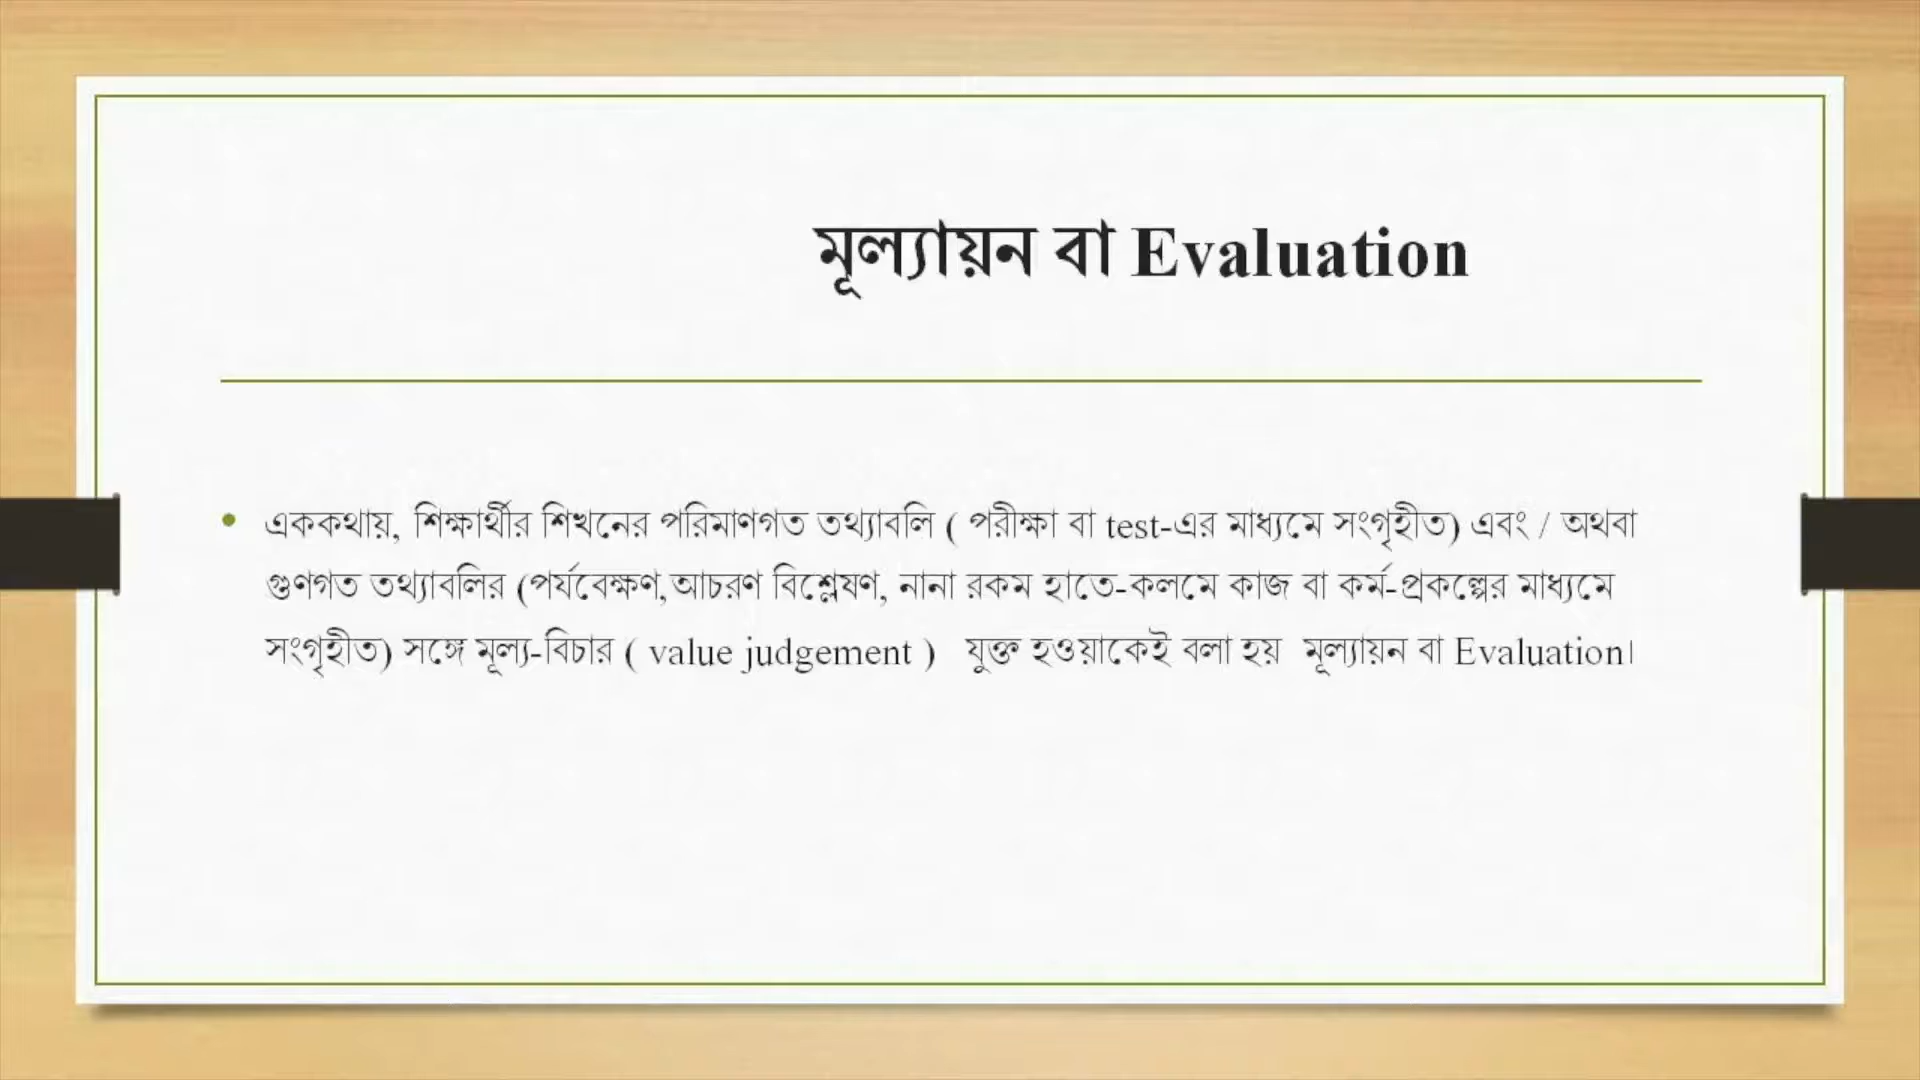 মূল্যায়ন বা Evaluation
• এককথায়, শিক্ষার্থীর শিখনের পরিমাণগত তথ্যাবলি ( পরীক্ষা বা test-এর মাধ্যমে সংগৃহীত) এবং / অথবা
গুণগত তথ্যাবলির (পর্যবেক্ষণ,আচরণ বিশ্লেষণ, নানা রকম হাতে-কলমে কাজ বা কর্ম-প্রকল্পের মাধ্যমে
সংগৃহীত) সঙ্গে মূল্য-বিচার ( value judgement ) যুক্ত হওয়াকেই বলা হয় মূল্যায়ন বা Evaluation।